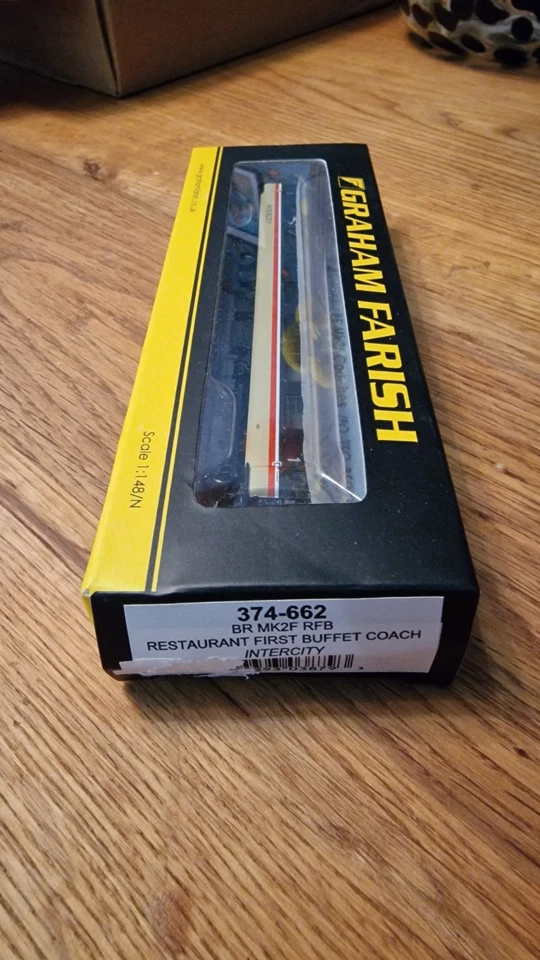 GRAHAM FARISH
Scale 1:148/N
374-662
BR MK2F RFB
RESTAURANT FIRST BUFFET COACH
INTERCITY